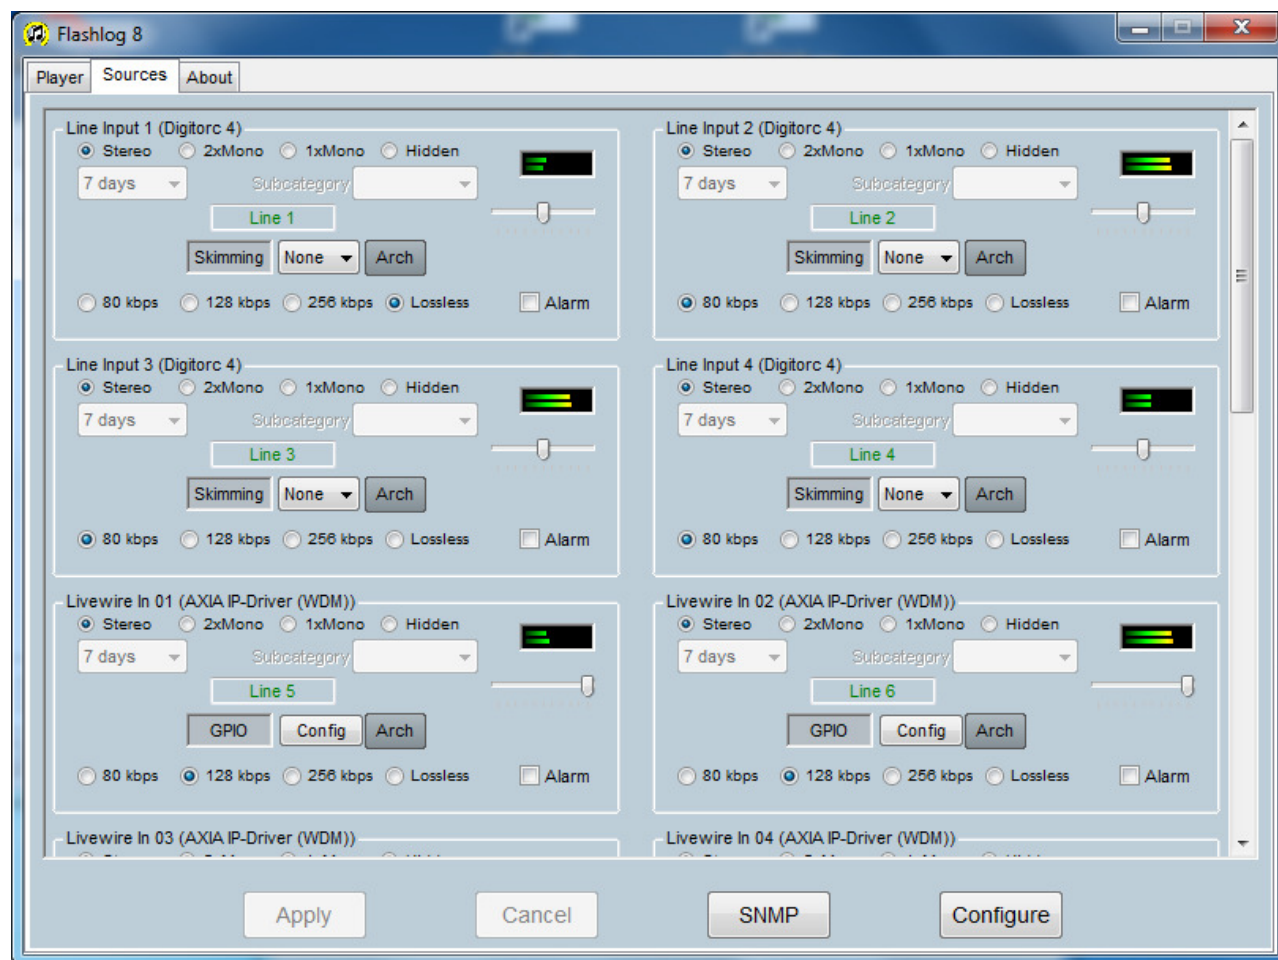 Flashlog 8
Player Sources About
Line Input 1 (Digitorc 4)
Stereo 2xMono 1xMono Hidden
7 days Subcategory
Line 1
Skimming None Arch
80 kbps 128 kbps 256 kbps Lossless Alarm
Line Input 2 (Digitorc 4)
Stereo 2xMono 1xMono Hidden
7 days Subcategory
Line 2
Skimming None Arch
80 kbps 128 kbps 256 kbps Lossless Alarm
Line Input 3 (Digitorc 4)
Stereo 2xMono 1xMono Hidden
7 days Subcategory
Line 3
Skimming None Arch
80 kbps 128 kbps 256 kbps Lossless Alarm
Line Input 4 (Digitorc 4)
Stereo 2xMono 1xMono Hidden
7 days Subcategory
Line 4
Skimming None Arch
80 kbps 128 kbps 256 kbps Lossless Alarm
Livewire In 01 (AXIA IP-Driver (WDM))
Stereo 2xMono 1xMono Hidden
7 days Subcategory
Line 5
GPIO Config Arch
80 kbps 128 kbps 256 kbps Lossless Alarm
Livewire In 02 (AXIA IP-Driver (WDM))
Stereo 2xMono 1xMono Hidden
7 days Subcategory
Line 6
GPIO Config Arch
80 kbps 128 kbps 256 kbps Lossless Alarm
Livewire In 03 (AXIA IP-Driver (WDM))
Livewire In 04 (AXIA IP-Driver (WDM))
Apply Cancel SNMP Configure